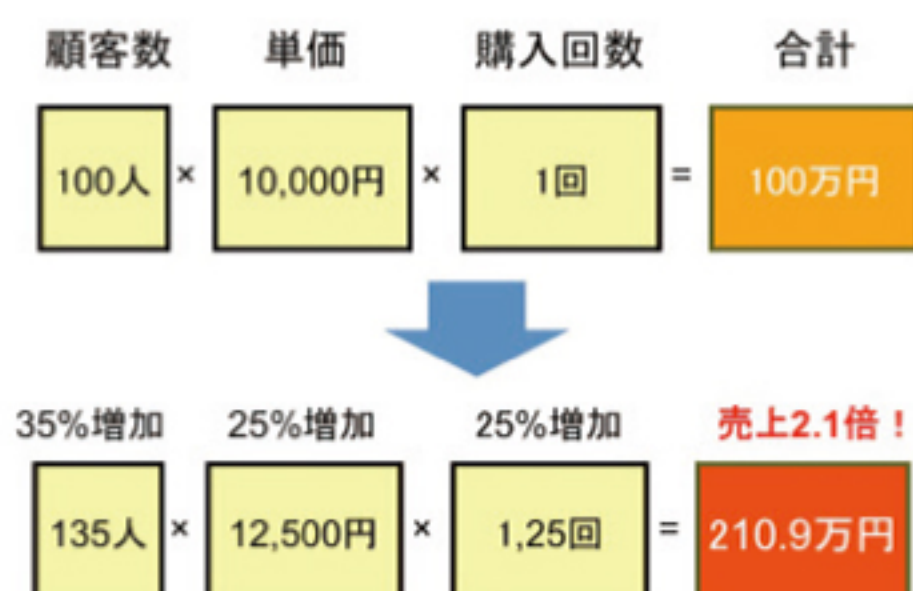 顧客数 単価 購入回数 合計
100人 × 10,000円 × 1回 = 100万円
35%増加 25%増加 25%増加 売上2.1倍！
135人 × 12,500円 × 1,25回 = 210.9万円